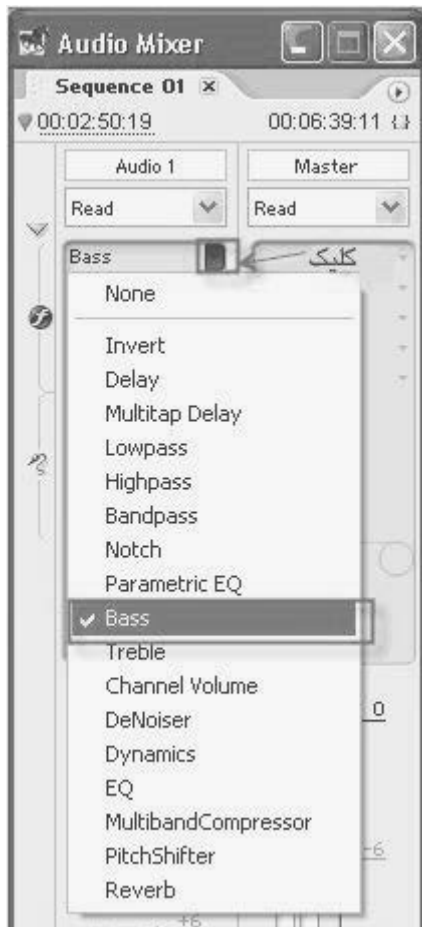 Audio Mixer
Sequence 01 x
00:02:50:19 00:06:39:11
Audio 1 Master
Read Read
Bass کلیک
None
Invert
Delay
Multitap Delay
Lowpass
Highpass
Bandpass
Notch
Parametric EQ
Bass
Treble
Channel Volume
DeNoiser
0
Dynamics
EQ
MultibandCompressor
PitchShifter
-6
Reverb
+6